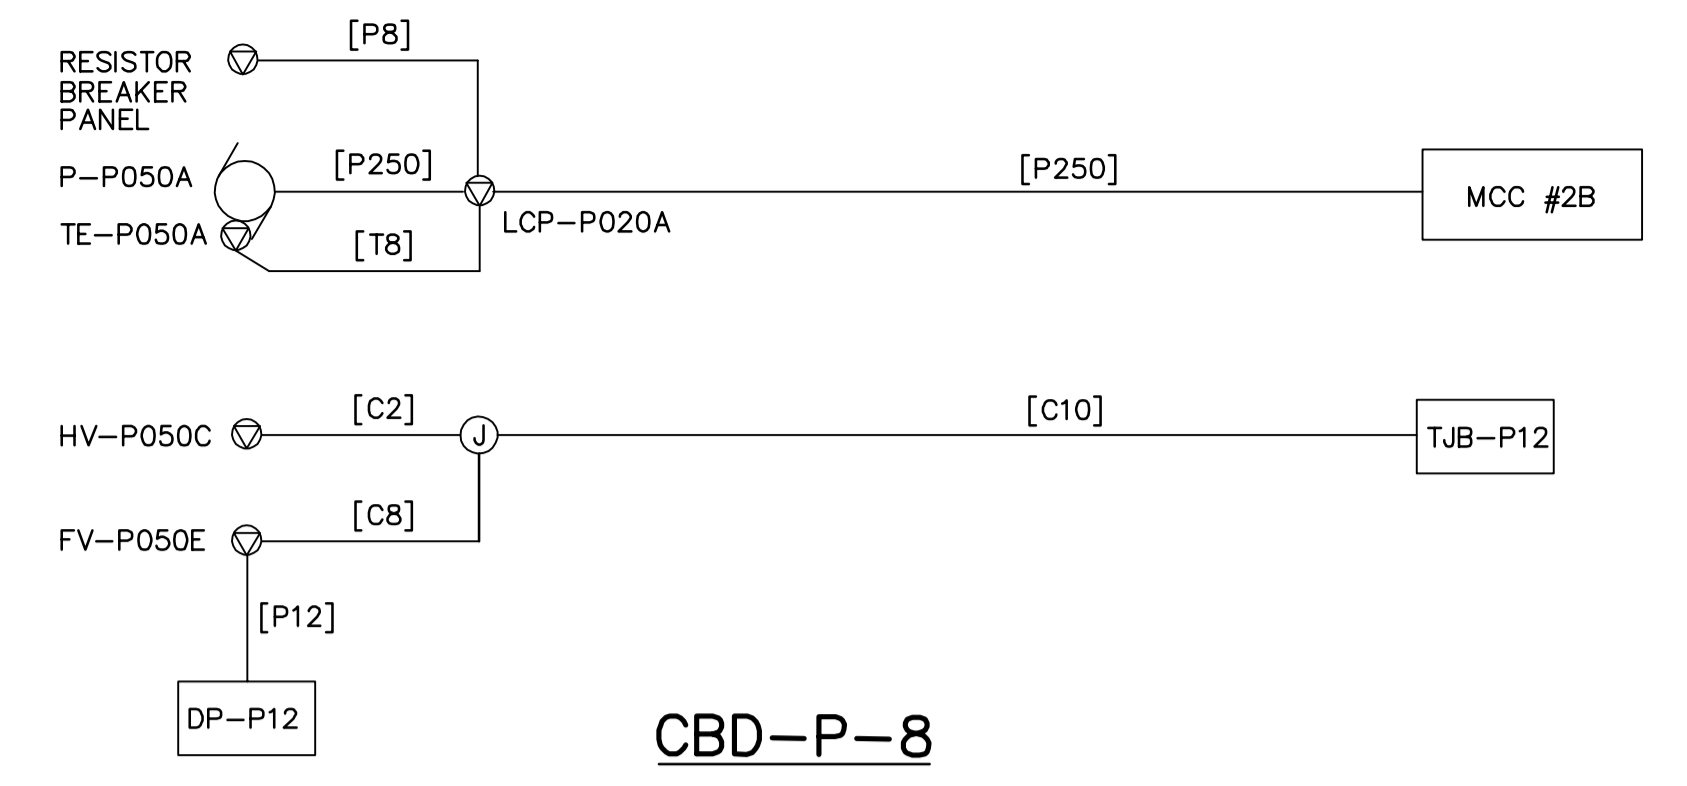 [P8]
RESISTOR
BREAKER
PANEL
P-P050A
[P250]
[P250]
MCC #2B
TE-P050A
LCP-P020A
[T8]
HV-P050C
[C2]
J
[C10]
TJB-P12
FV-P050E
[C8]
[P12]
DP-P12
CBD-P-8